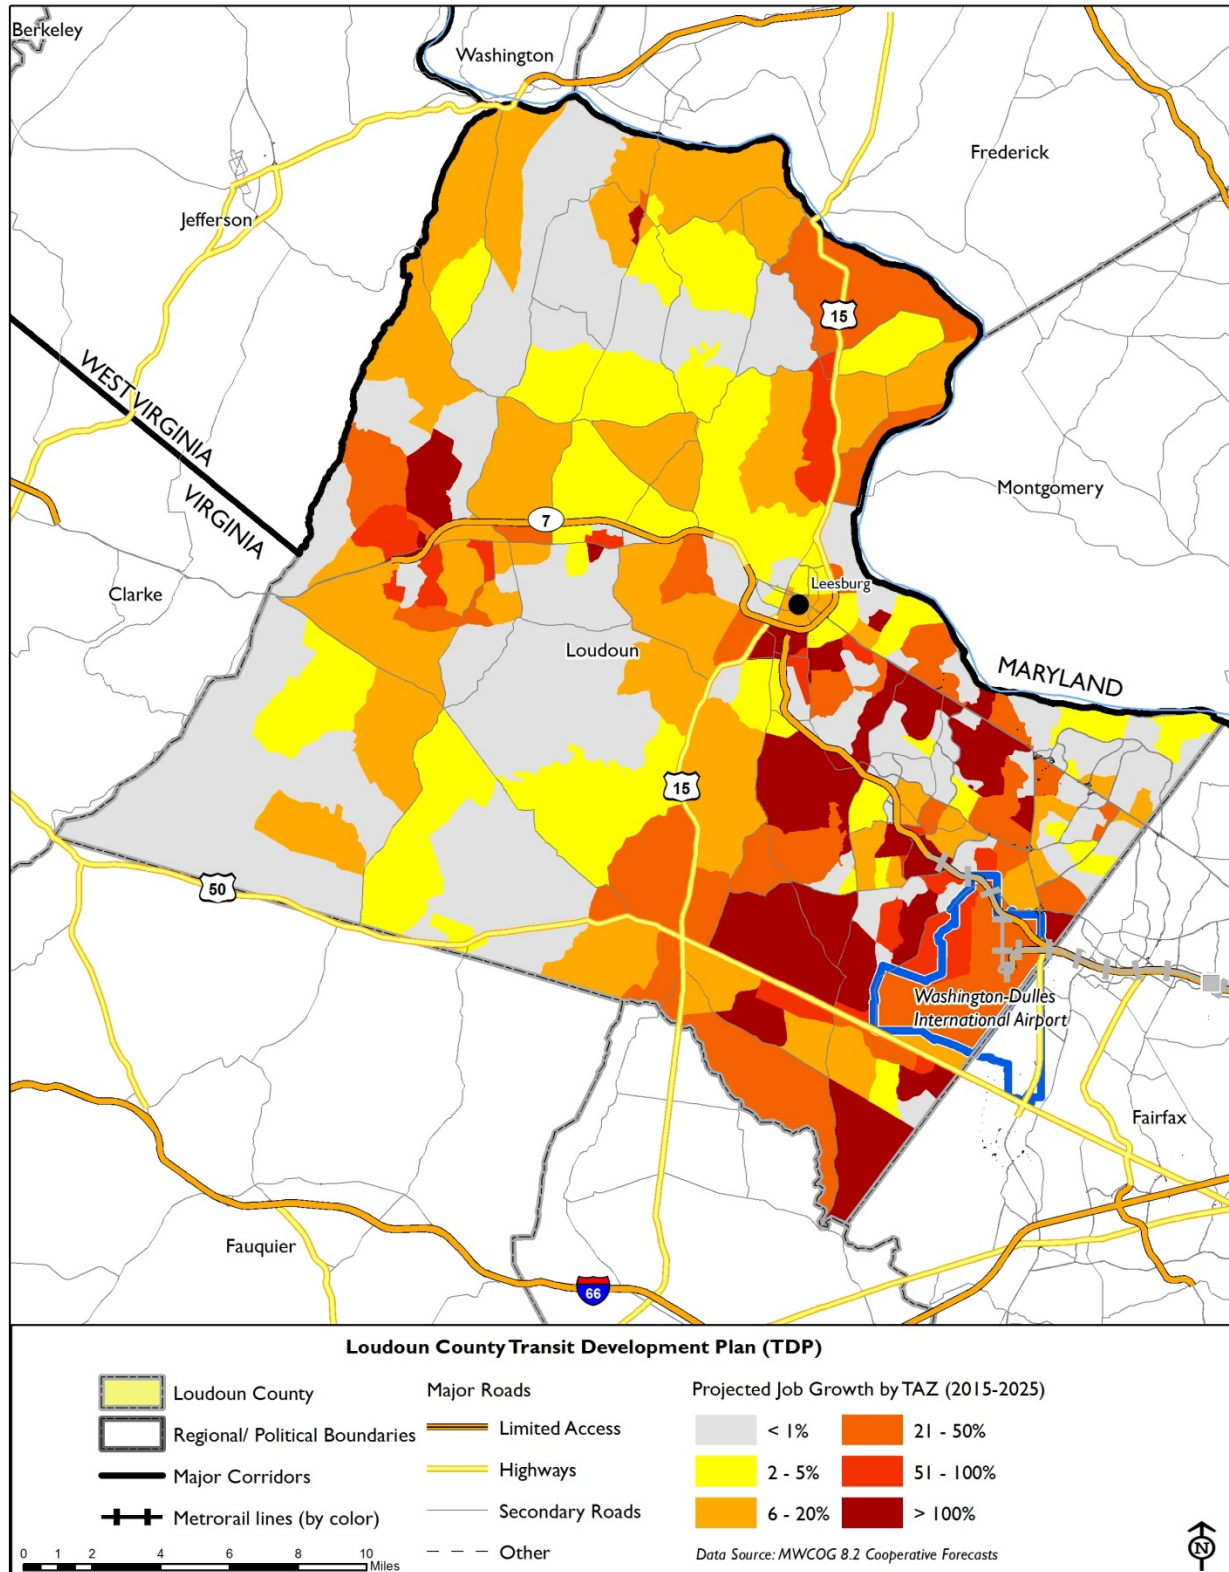 Berkeley
Washington
Frederick
Jefferson
15
WEST VIRGINIA
VIRGINIA
Montgomery
7
Clarke
Leesburg
Loudoun
MARYLAND
15
50
Washington-Dulles
International Airport
Fairfax
Fauquier
66
Loudoun County Transit Development Plan (TDP)
Loudoun County
Regional/ Political Boundaries
Major Corridors
Metrorail lines (by color)
0 1 2 4 6 8 10
Miles
Major Roads
Limited Access
Highways
Secondary Roads
Other
Projected Job Growth by TAZ (2015-2025)
< 1%
2 - 5%
6 - 20%
21 - 50%
51 - 100%
> 100%
Data Source: MWCOG 8.2 Cooperative Forecasts
N